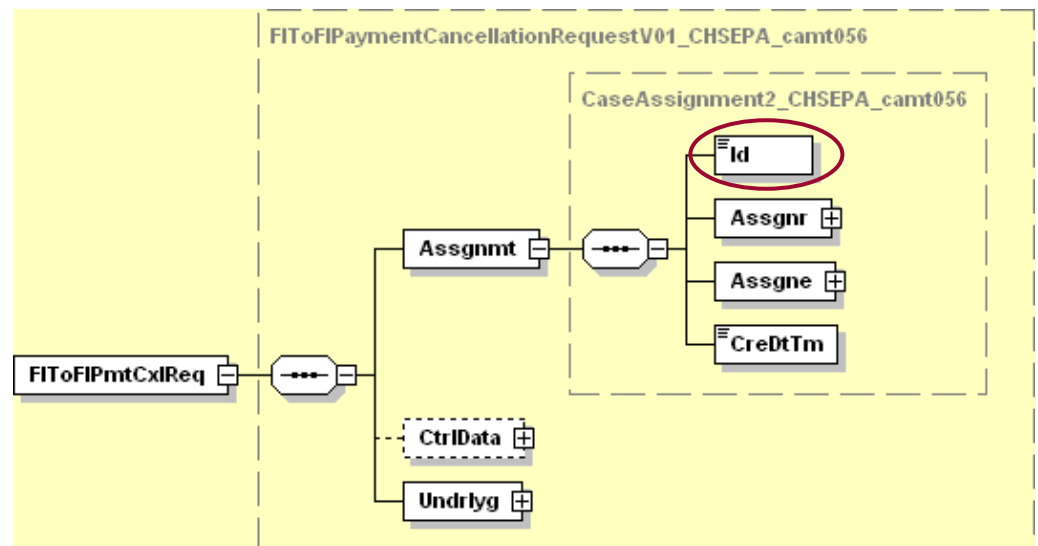 FIToFIPaymentCancellationRequestV01_CHSEPA_camt056
CaseAssignment2_CHSEPA_camt056
Id
Assgnr
Assgnmt
Assgne
CreDtTm
FIToFIPmtCxlReq
CtrlData
Undrlyg